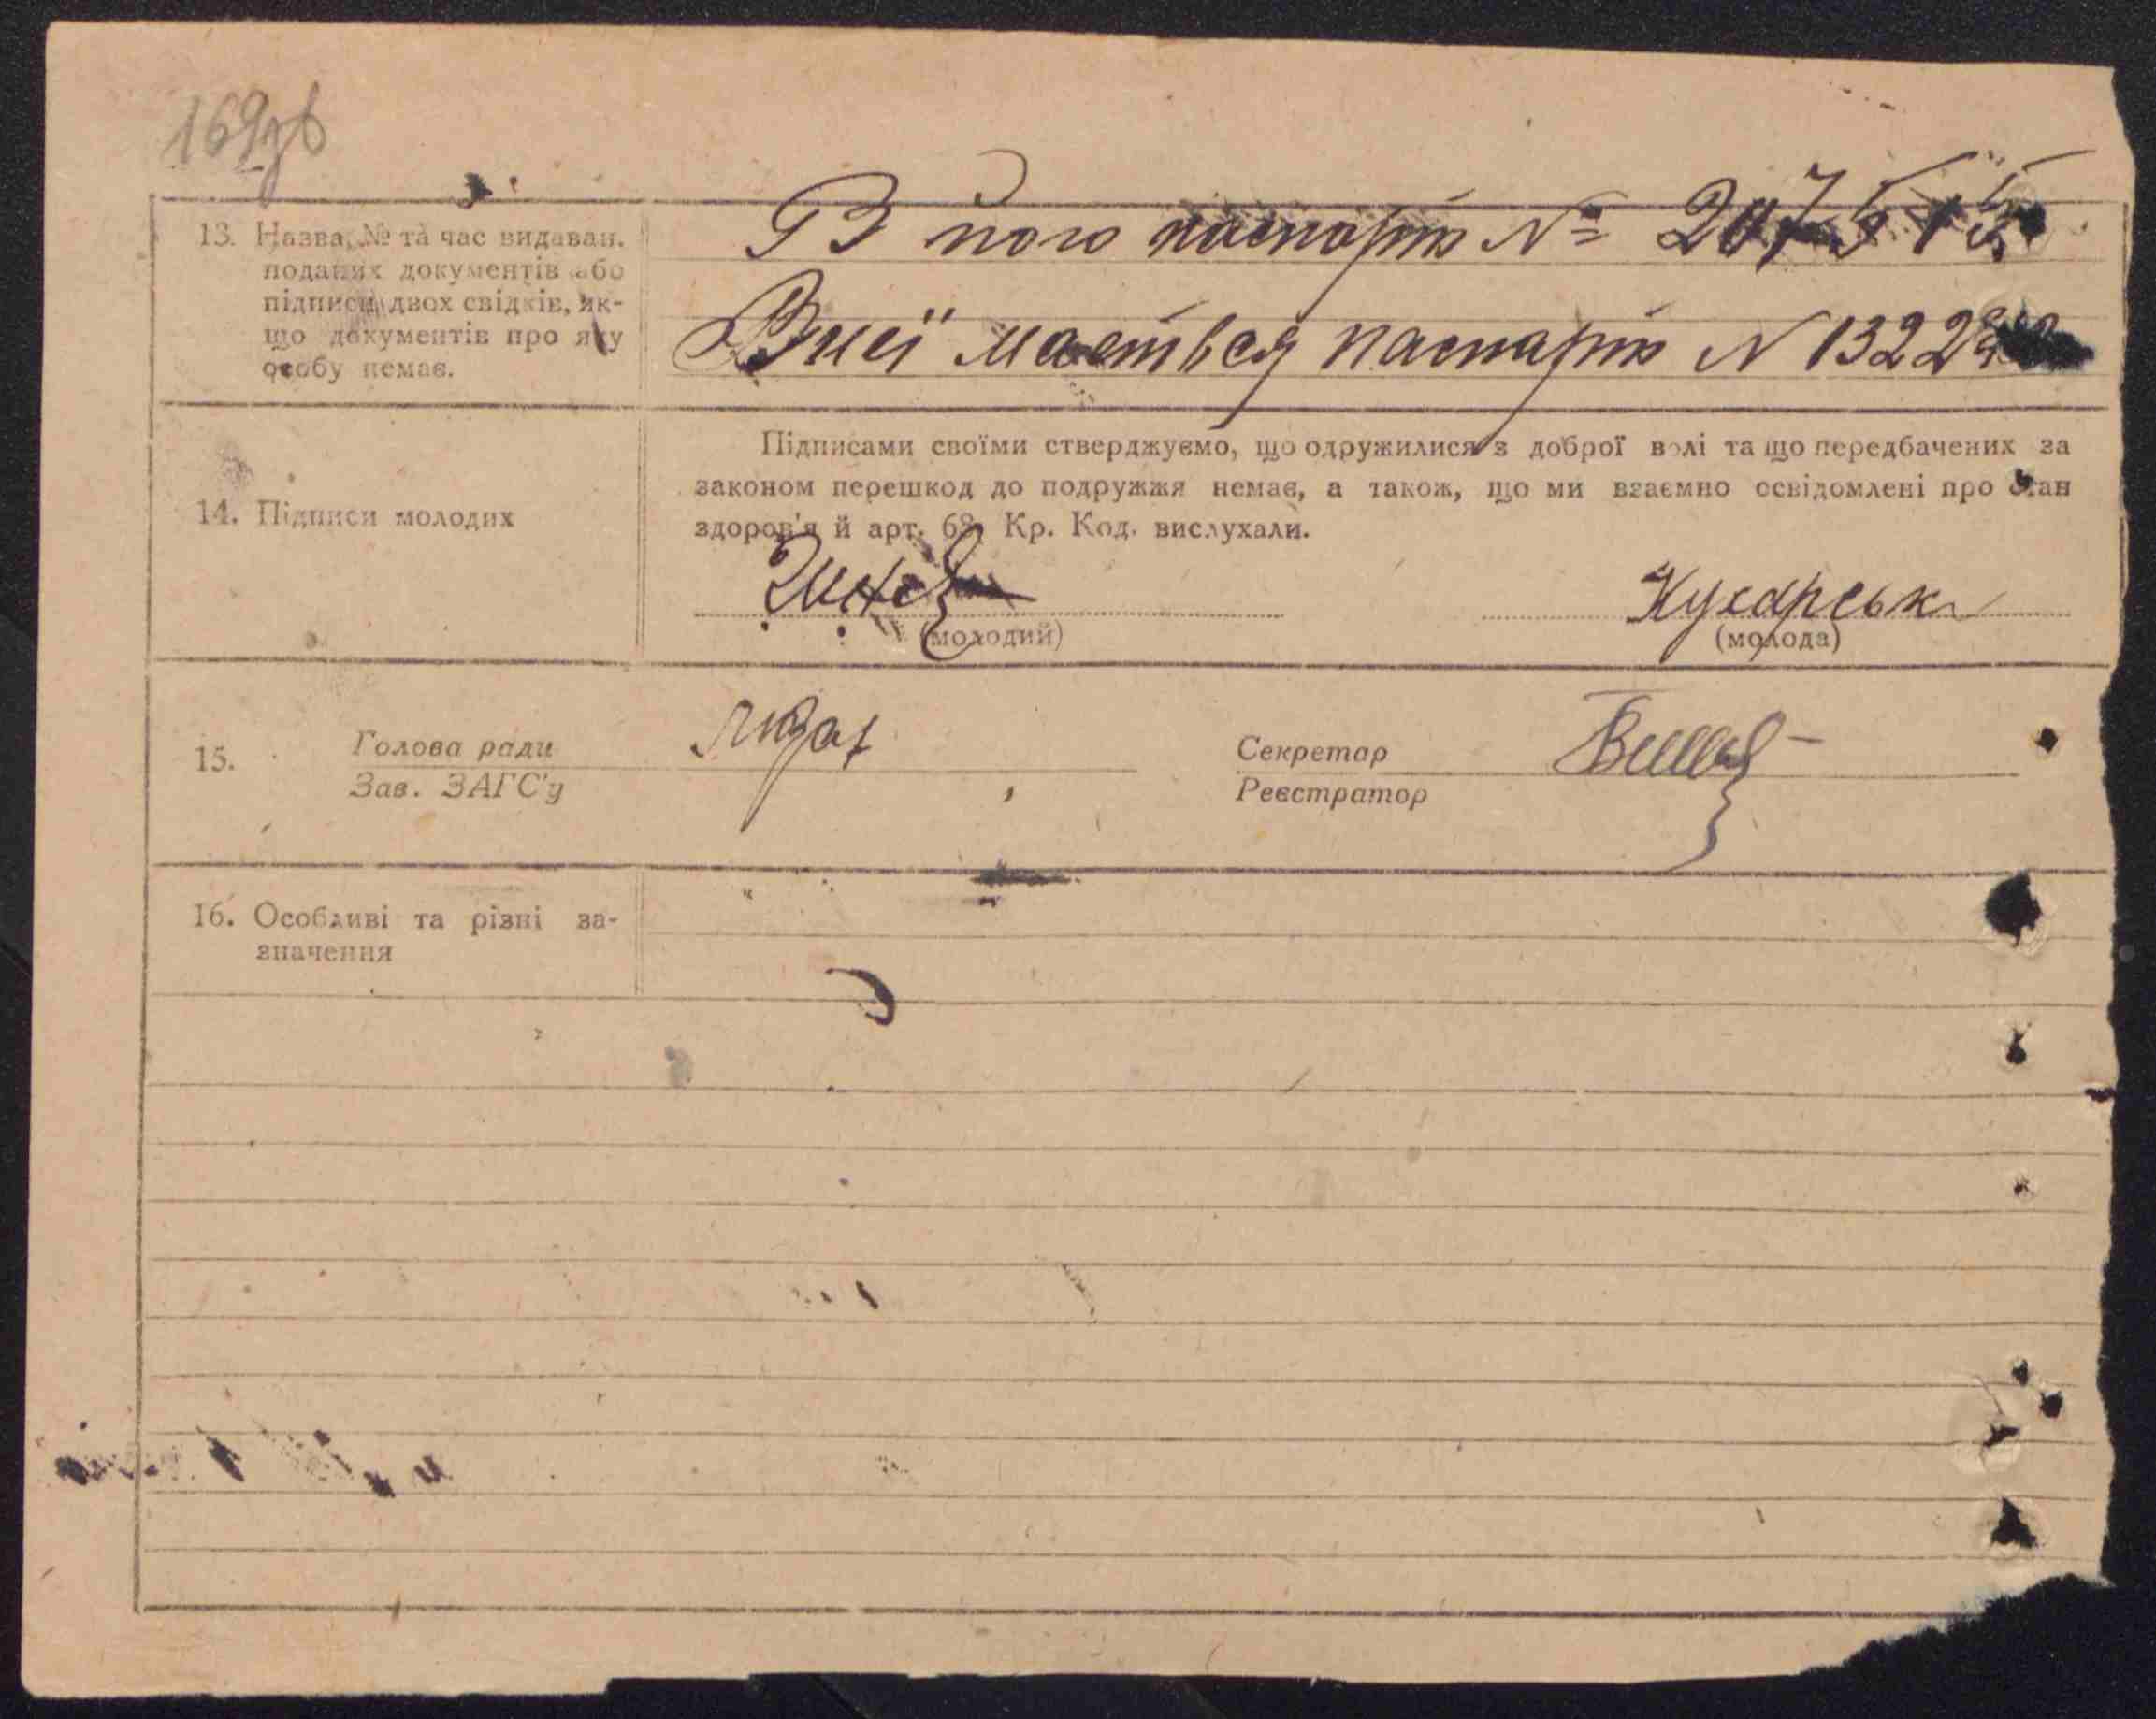 169зв
13. Назва, № та час видаван.
поданих документів або
підписи двох свідків, як-
що документів про яку
особу немає.
В його паспорт № 207515
В неї мається паспорт N 1322
14. Підписи молодих
Підписами своїми стверджуємо, що одружилися з доброї волі та що передбачених за
законом перешкод до подружжя немає, а також, що ми взаємно освідомлені про стан
здоров'я й арт. 68, Кр. Код. вислухали.
Кухарськ
(молодий) (молода)
15. Голова ради Секретар
Зав. ЗАГС'у Реєстратор
16. Особливі та різні за-
значення